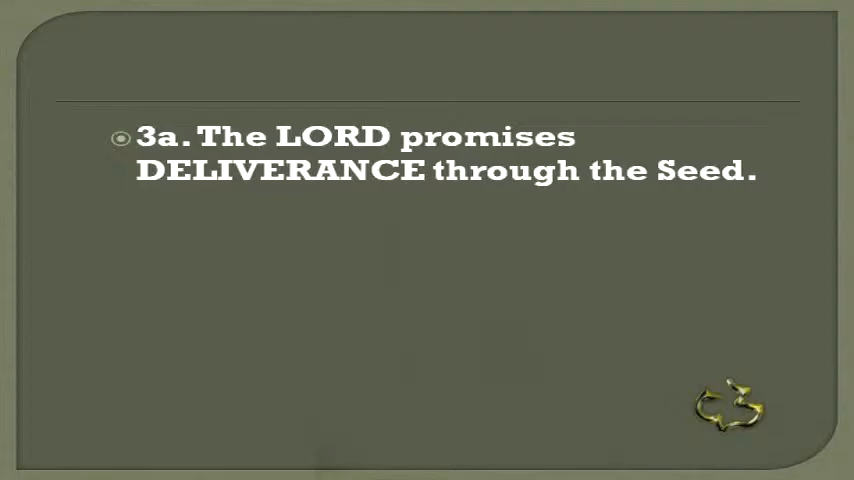 3a. The LORD promises
DELIVERANCE through the Seed.